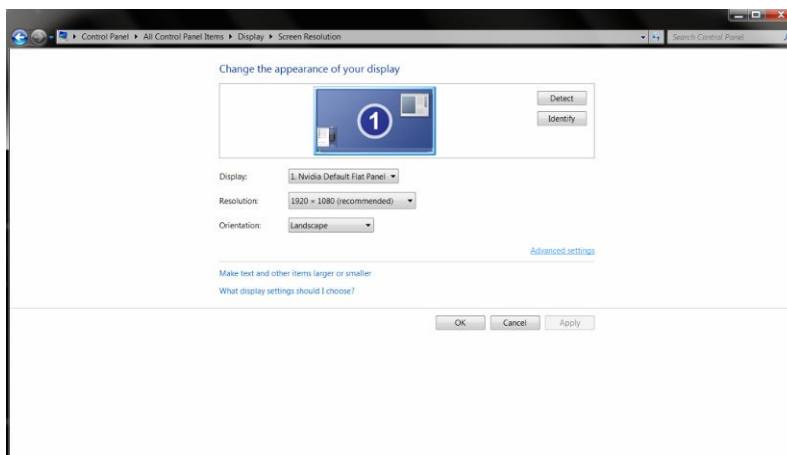 Control Panel ▸ All Control Panel Items ▸ Display ▸ Screen Resolution
Search Control Panel
Change the appearance of your display
1
Detect
Identify
Display: 1. Nvidia Default Flat Panel
Resolution: 1920 × 1080 (recommended)
Orientation: Landscape
Advanced settings
Make text and other items larger or smaller
What display settings should I choose?
OK Cancel Apply